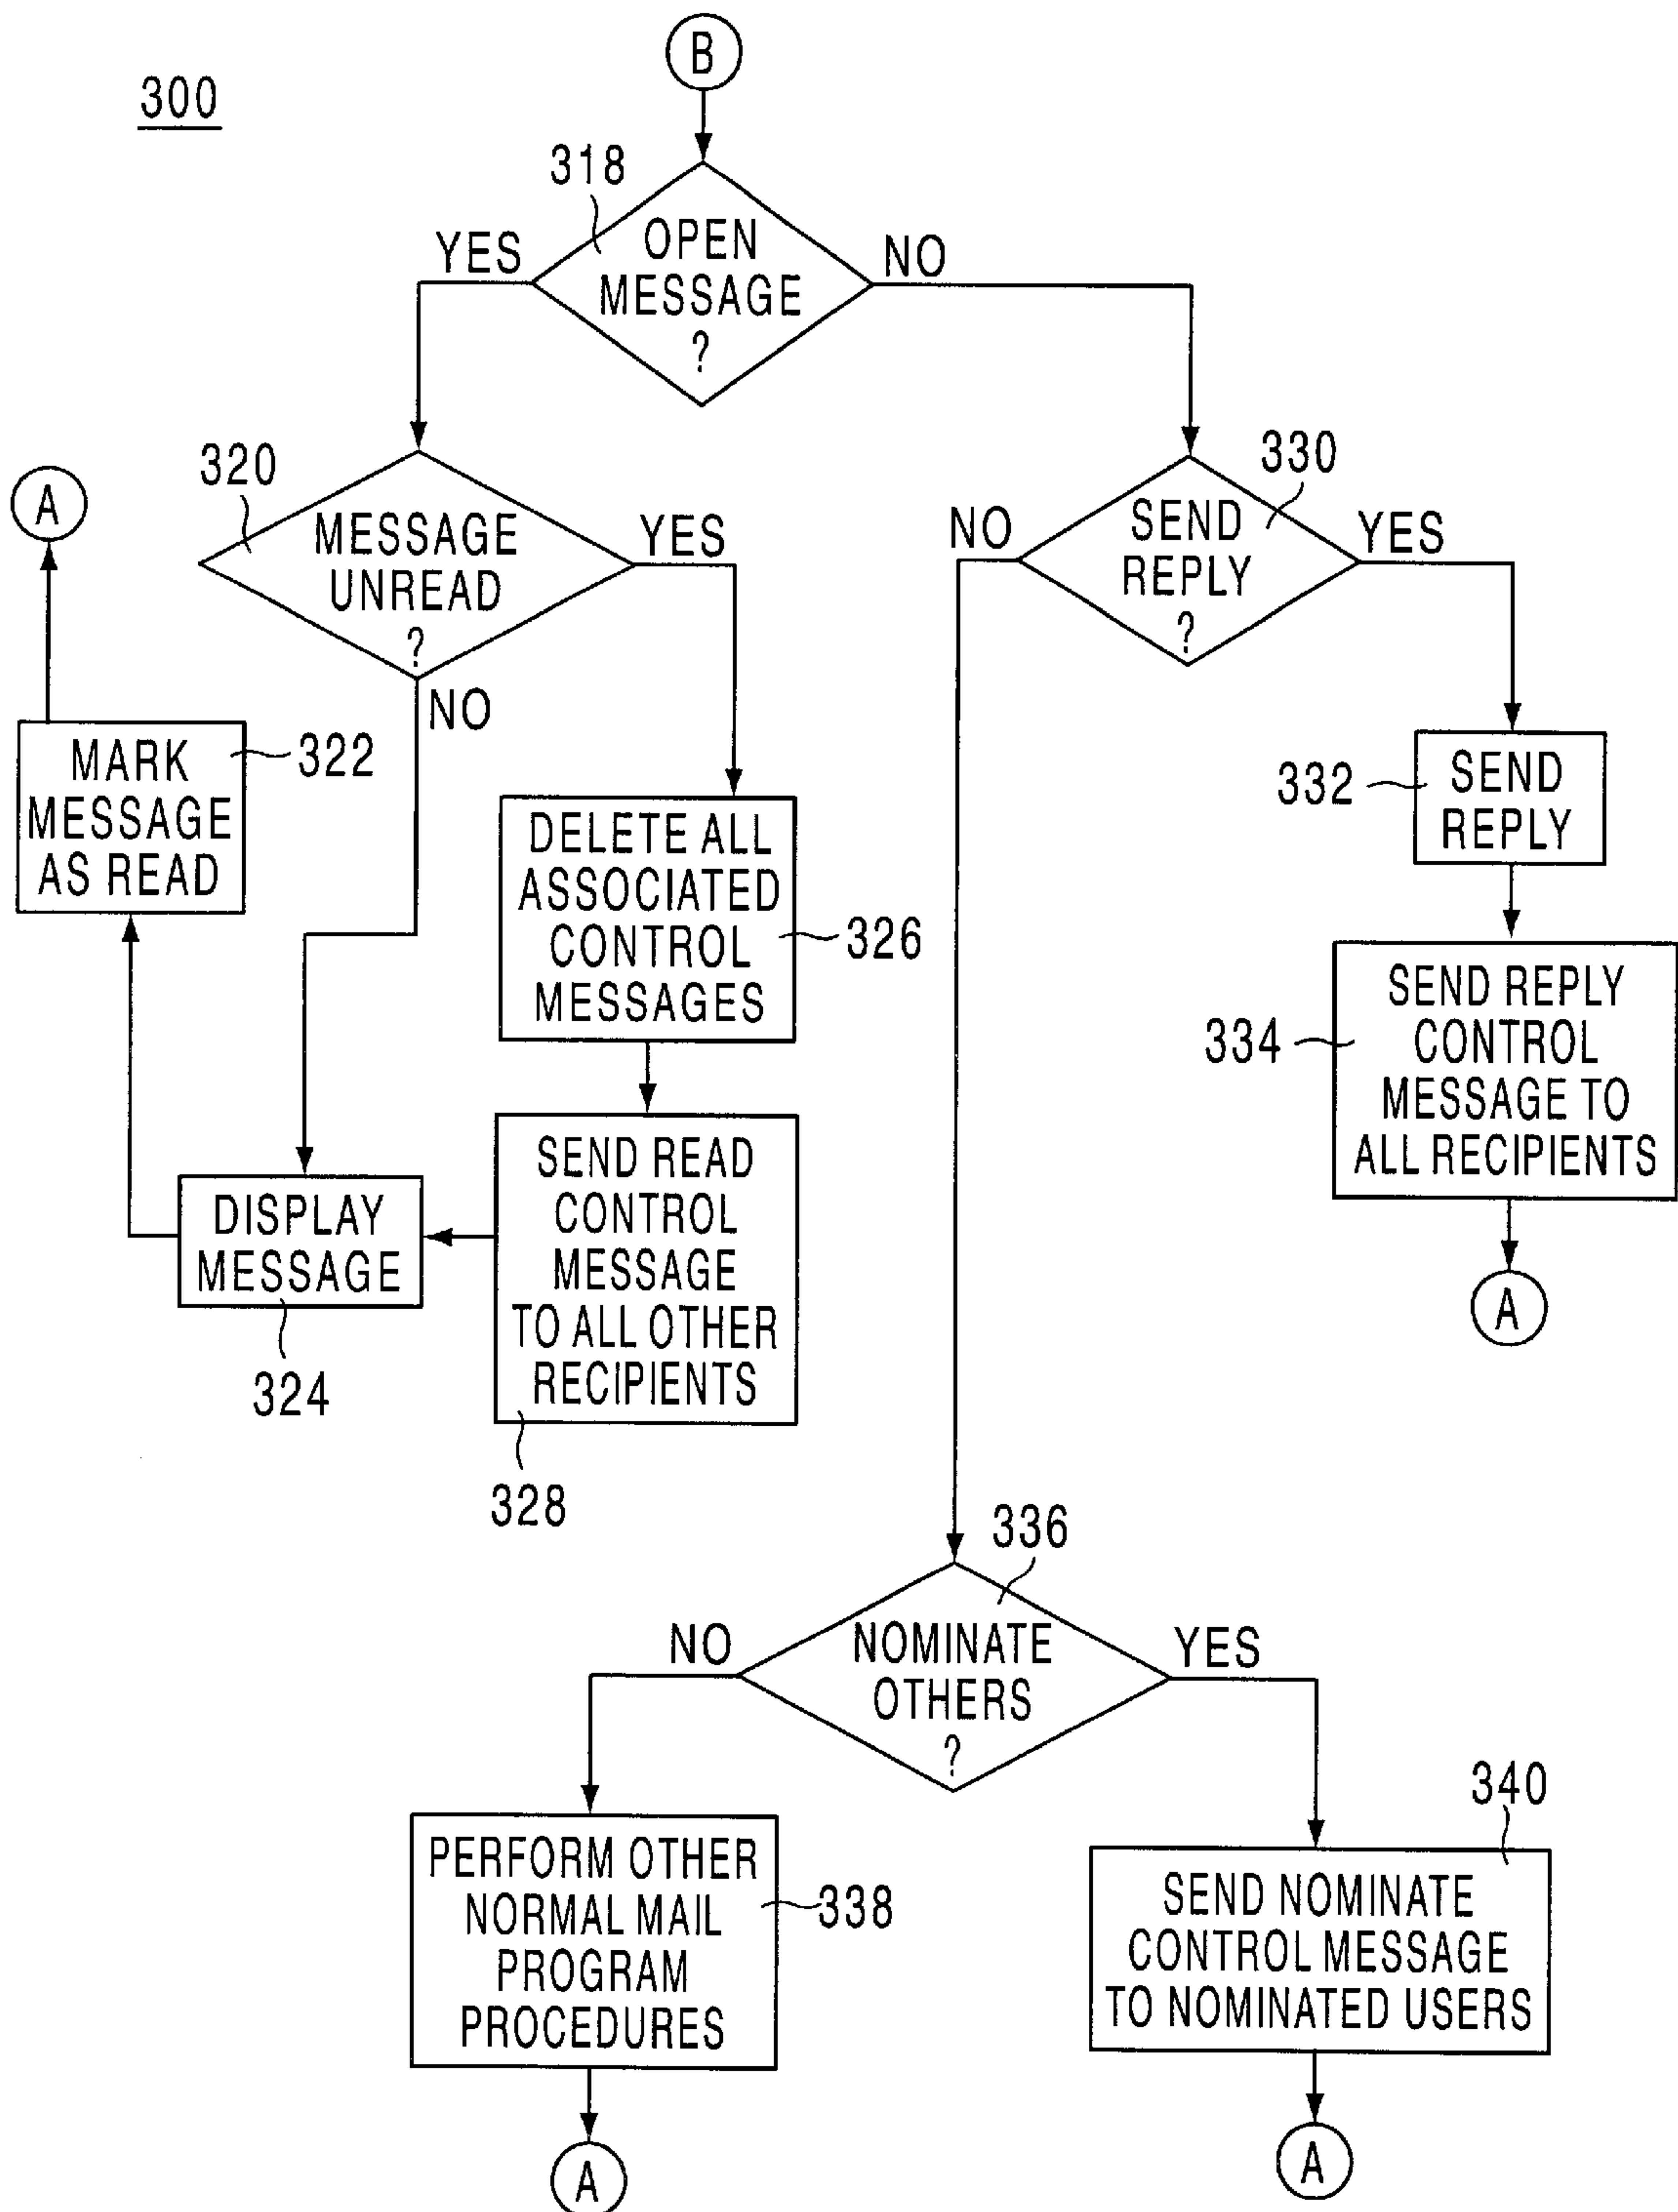 B
300
318
OPEN
MESSAGE
?
YES
NO
320
MESSAGE
UNREAD
?
YES
NO
A
330
SEND
REPLY
?
NO
YES
MARK
MESSAGE
AS READ
322
332
SEND
REPLY
DELETE ALL
ASSOCIATED
CONTROL
MESSAGES
326
334
SEND REPLY
CONTROL
MESSAGE TO
ALL RECIPIENTS
A
DISPLAY
MESSAGE
324
SEND READ
CONTROL
MESSAGE
TO ALL OTHER
RECIPIENTS
328
336
NOMINATE
OTHERS
?
NO
YES
PERFORM OTHER
NORMAL MAIL
PROGRAM
PROCEDURES
338
A
340
SEND NOMINATE
CONTROL MESSAGE
TO NOMINATED USERS
A